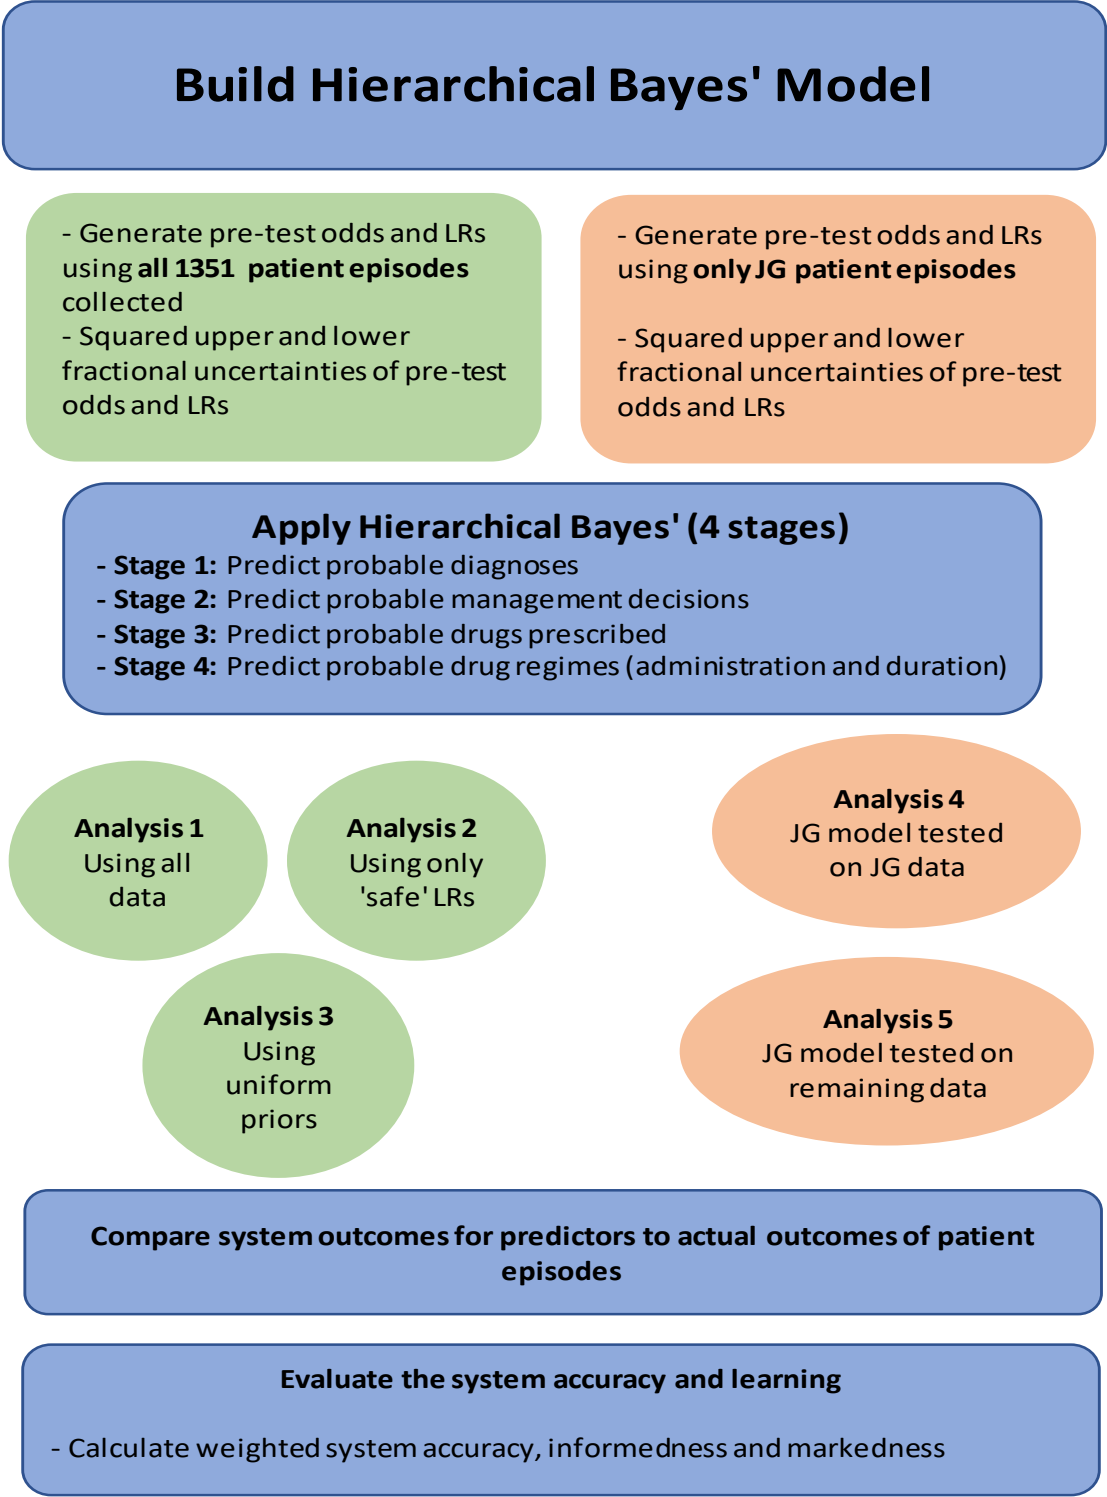 Build Hierarchical Bayes' Model
- Generate pre-test odds and LRs
using all 1351 patient episodes
collected
- Squared upper and lower
fractional uncertainties of pre-test
odds and LRs
- Generate pre-test odds and LRs
using only JG patient episodes
- Squared upper and lower
fractional uncertainties of pre-test
odds and LRs
Apply Hierarchical Bayes' (4 stages)
- Stage 1: Predict probable diagnoses
- Stage 2: Predict probable management decisions
- Stage 3: Predict probable drugs prescribed
- Stage 4: Predict probable drug regimes (administration and duration)
Analysis 1
Using all
data
Analysis 2
Using only
'safe' LRs
Analysis 3
Using
uniform
priors
Analysis 4
JG model tested
on JG data
Analysis 5
JG model tested on
remaining data
Compare system outcomes for predictors to actual outcomes of patient
episodes
Evaluate the system accuracy and learning
- Calculate weighted system accuracy, informedness and markedness